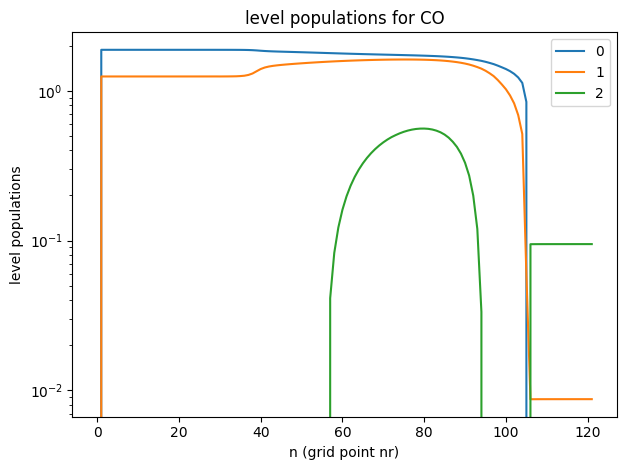 level populations for CO
level populations
10⁰
10⁻¹
10⁻²
0
1
2
0 20 40 60 80 100 120
n (grid point nr)